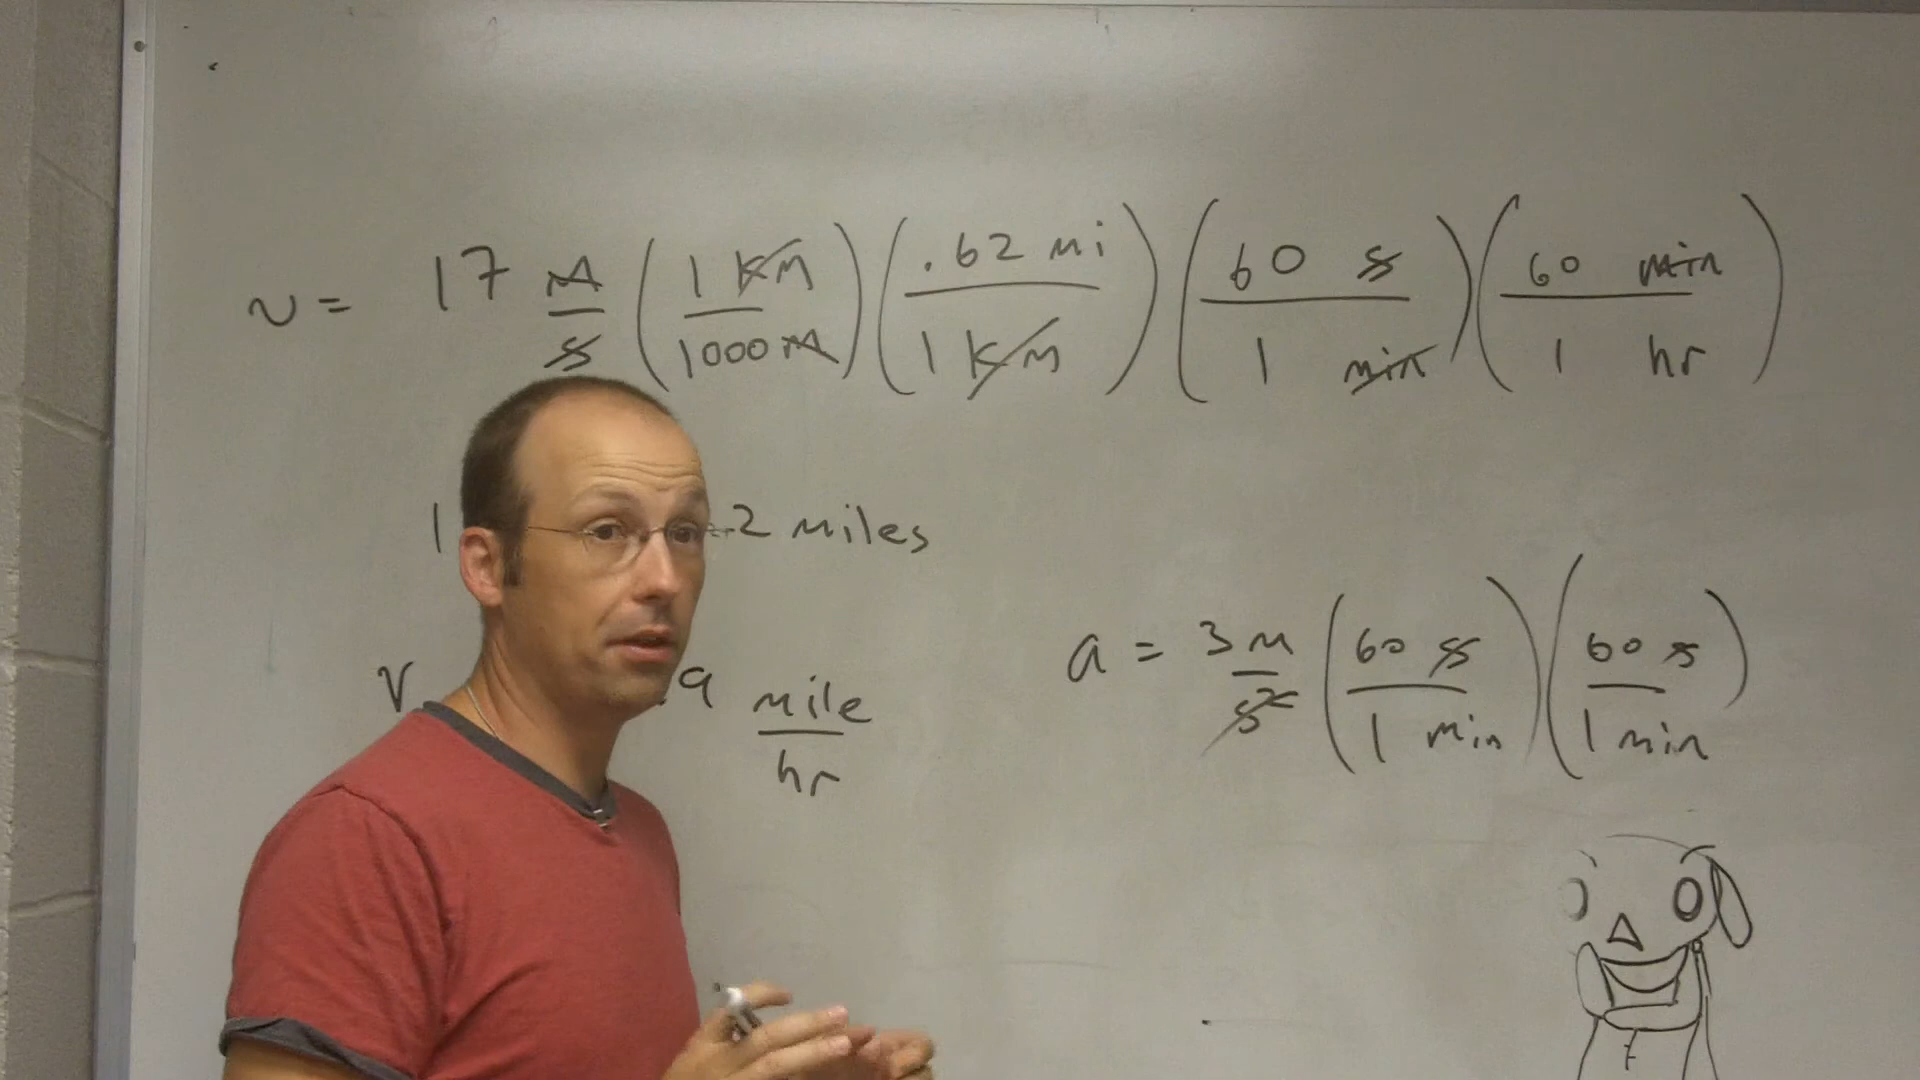 v = 17 m/s (1 km / 1000 m) (.62 mi / 1 km) (60 s / 1 min) (60 min / 1 hr)
1 2 miles
v .9 mile/hr
a = 3 m/s² (60 s / 1 min) (60 s / 1 min)